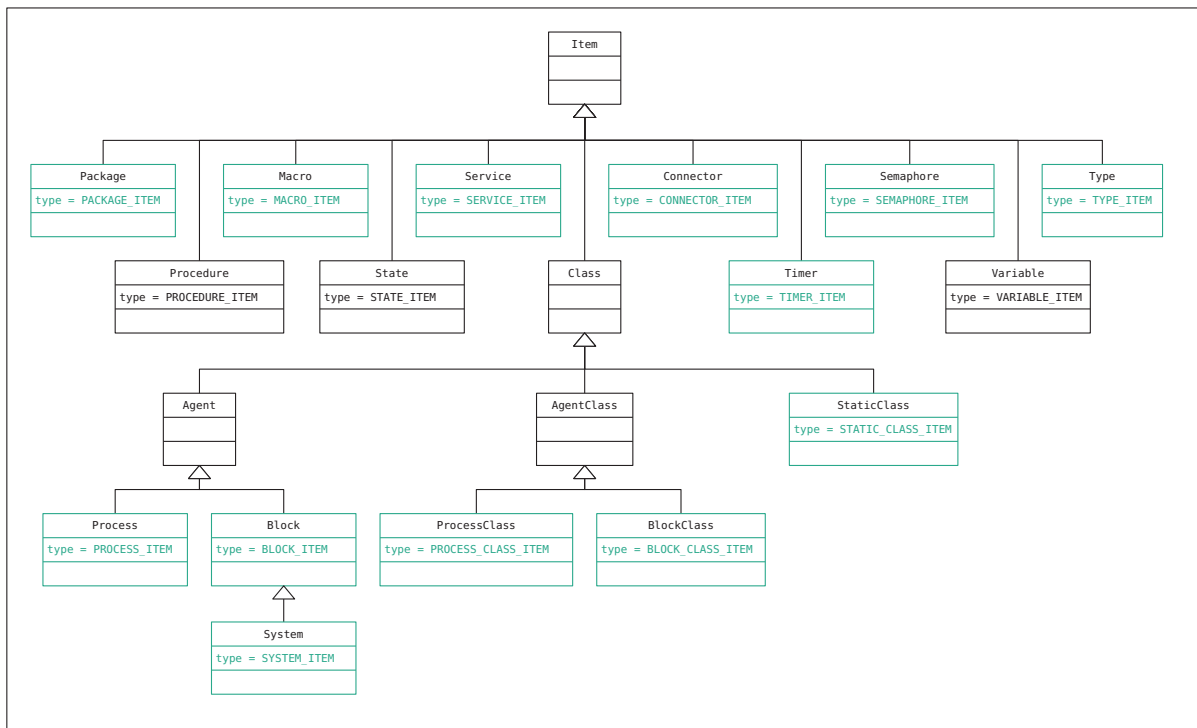 Item
Package
type = PACKAGE_ITEM
Macro
type = MACRO_ITEM
Service
type = SERVICE_ITEM
Connector
type = CONNECTOR_ITEM
Semaphore
type = SEMAPHORE_ITEM
Type
type = TYPE_ITEM
Procedure
type = PROCEDURE_ITEM
State
type = STATE_ITEM
Class
Timer
type = TIMER_ITEM
Variable
type = VARIABLE_ITEM
Agent
AgentClass
StaticClass
type = STATIC_CLASS_ITEM
Process
type = PROCESS_ITEM
Block
type = BLOCK_ITEM
ProcessClass
type = PROCESS_CLASS_ITEM
BlockClass
type = BLOCK_CLASS_ITEM
System
type = SYSTEM_ITEM